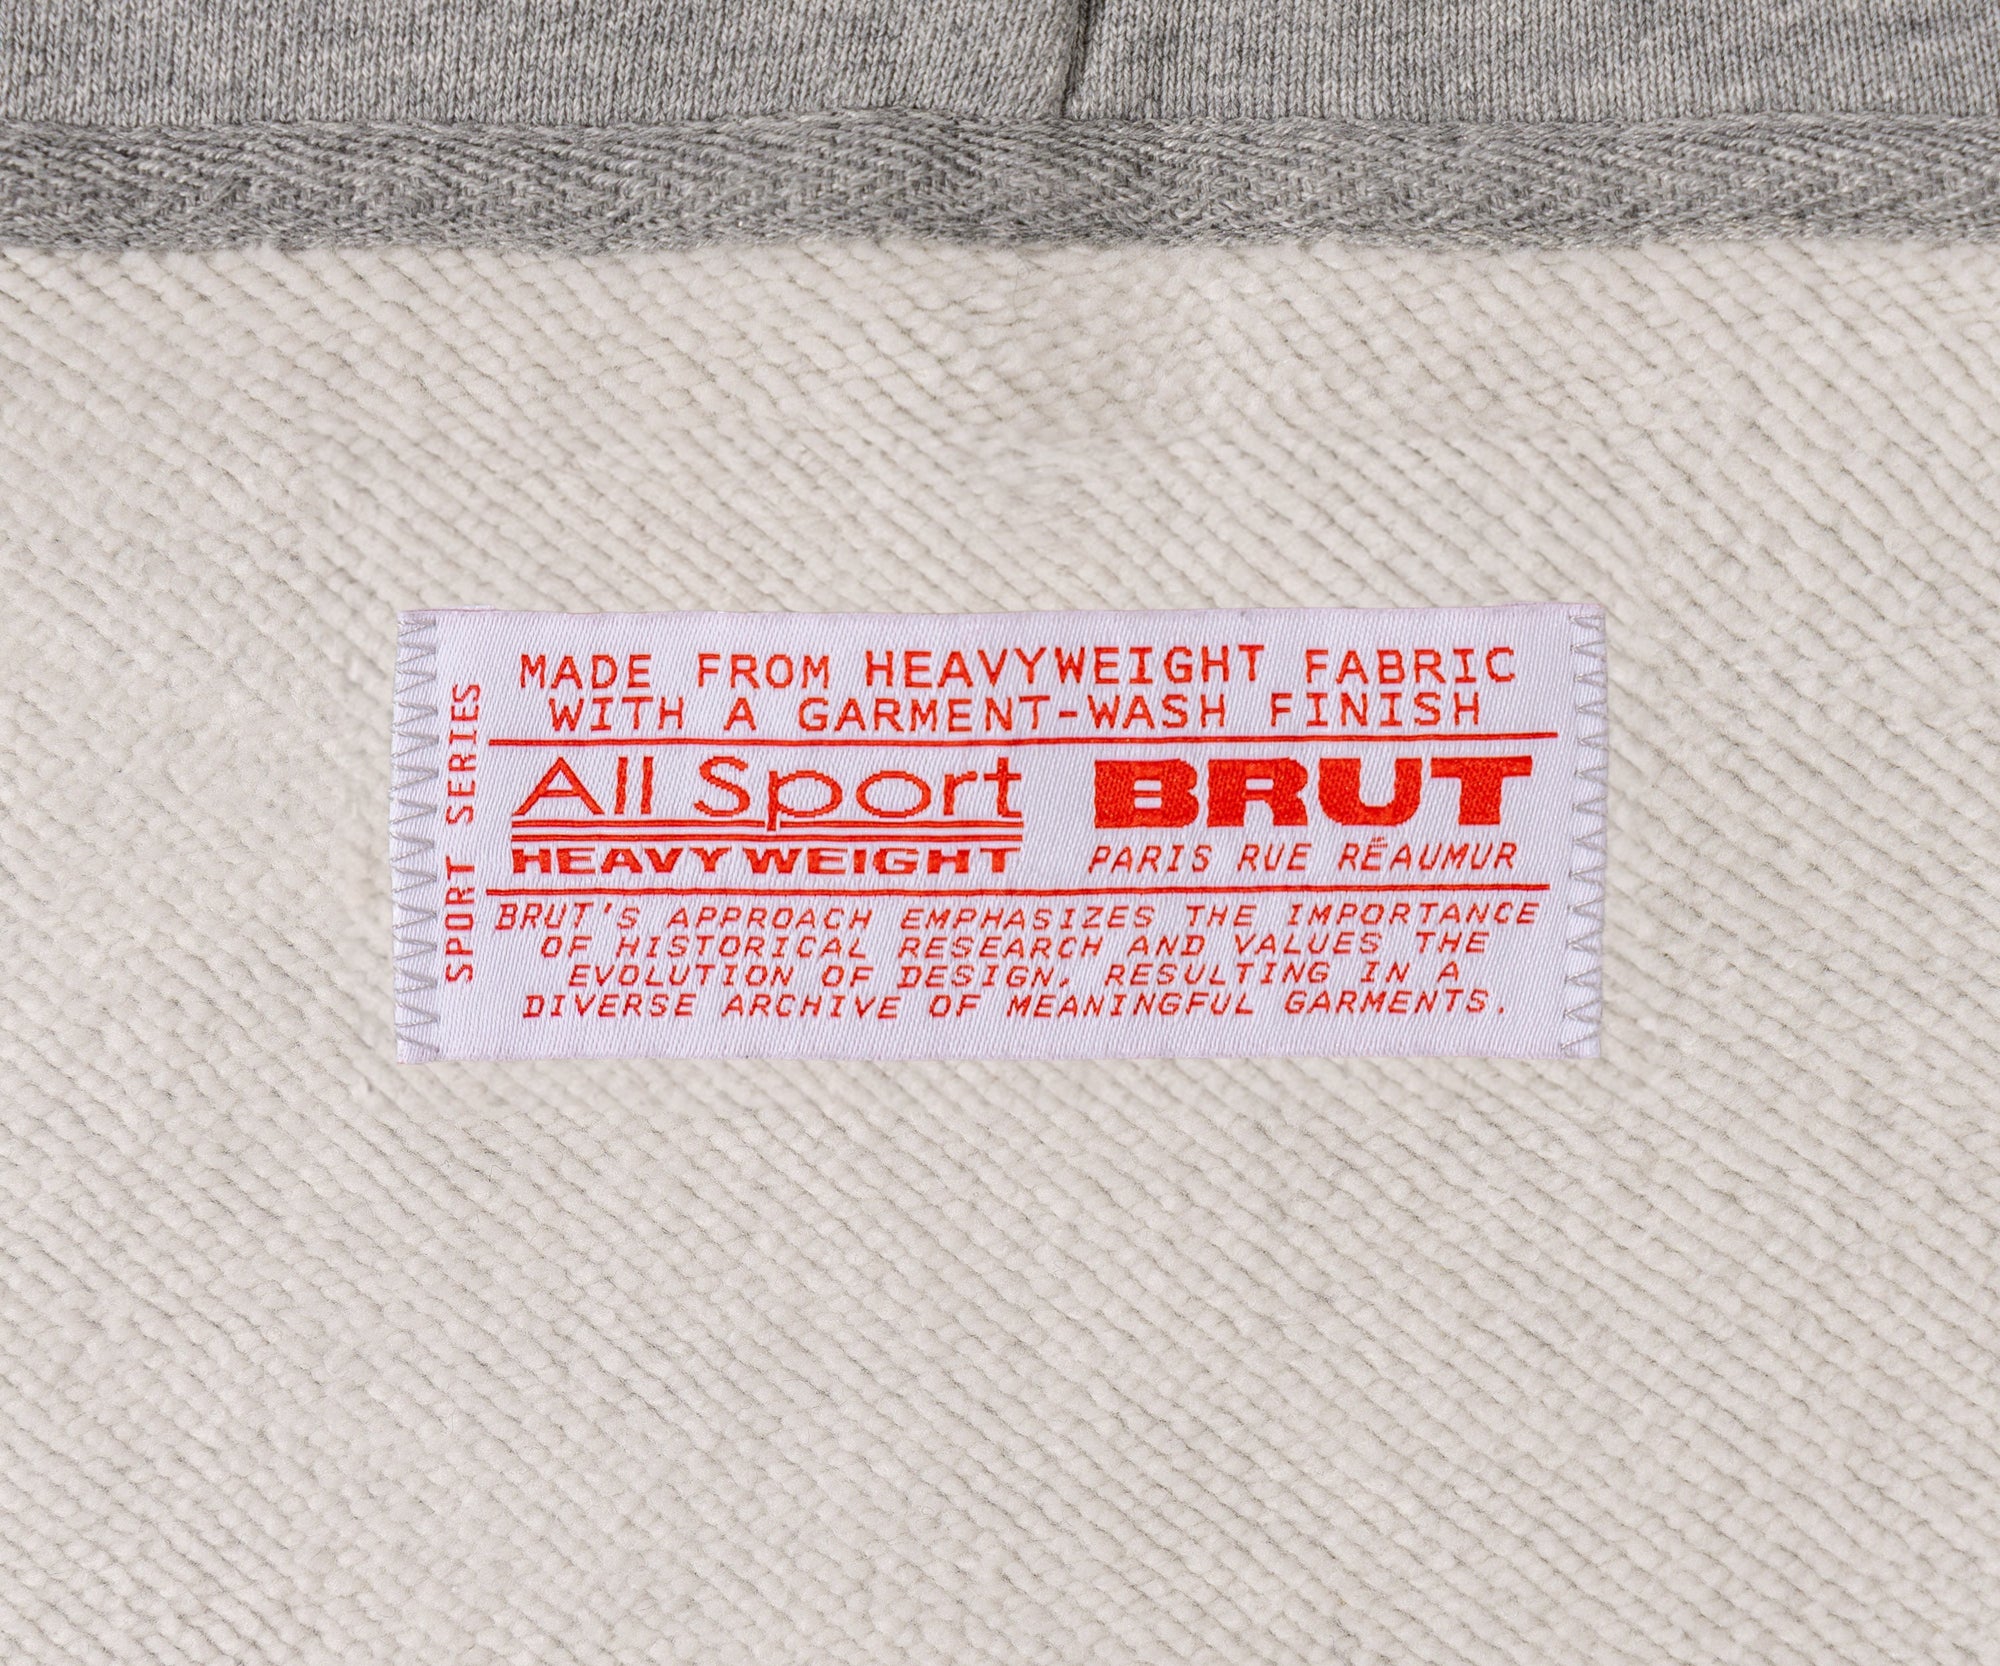 MADE FROM HEAVYWEIGHT FABRIC
WITH A GARMENT-WASH FINISH
SPORT SERIES
All Sport
HEAVYWEIGHT
BRUT
PARIS RUE RÉAUMUR
BRUT'S APPROACH EMPHASIZES THE IMPORTANCE
OF HISTORICAL RESEARCH AND VALUES THE
EVOLUTION OF DESIGN, RESULTING IN A
DIVERSE ARCHIVE OF MEANINGFUL GARMENTS.